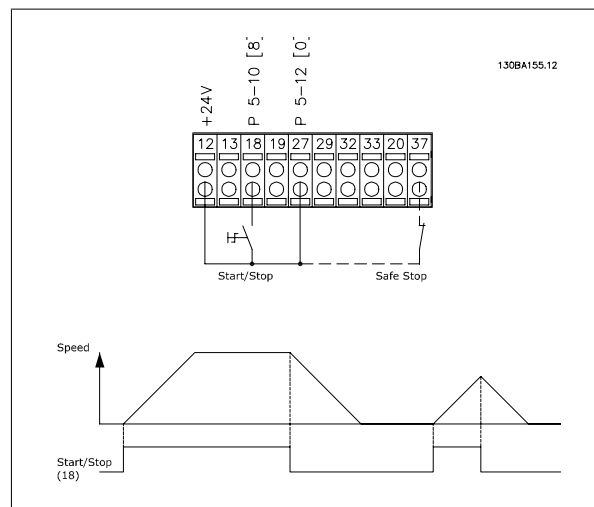 130BA155.12
+24V
P 5-10 [8]
P 5-12 [0]
12 13 18 19 27 29 32 33 20 37
Start/Stop
Safe Stop
Speed
Start/Stop
(18)